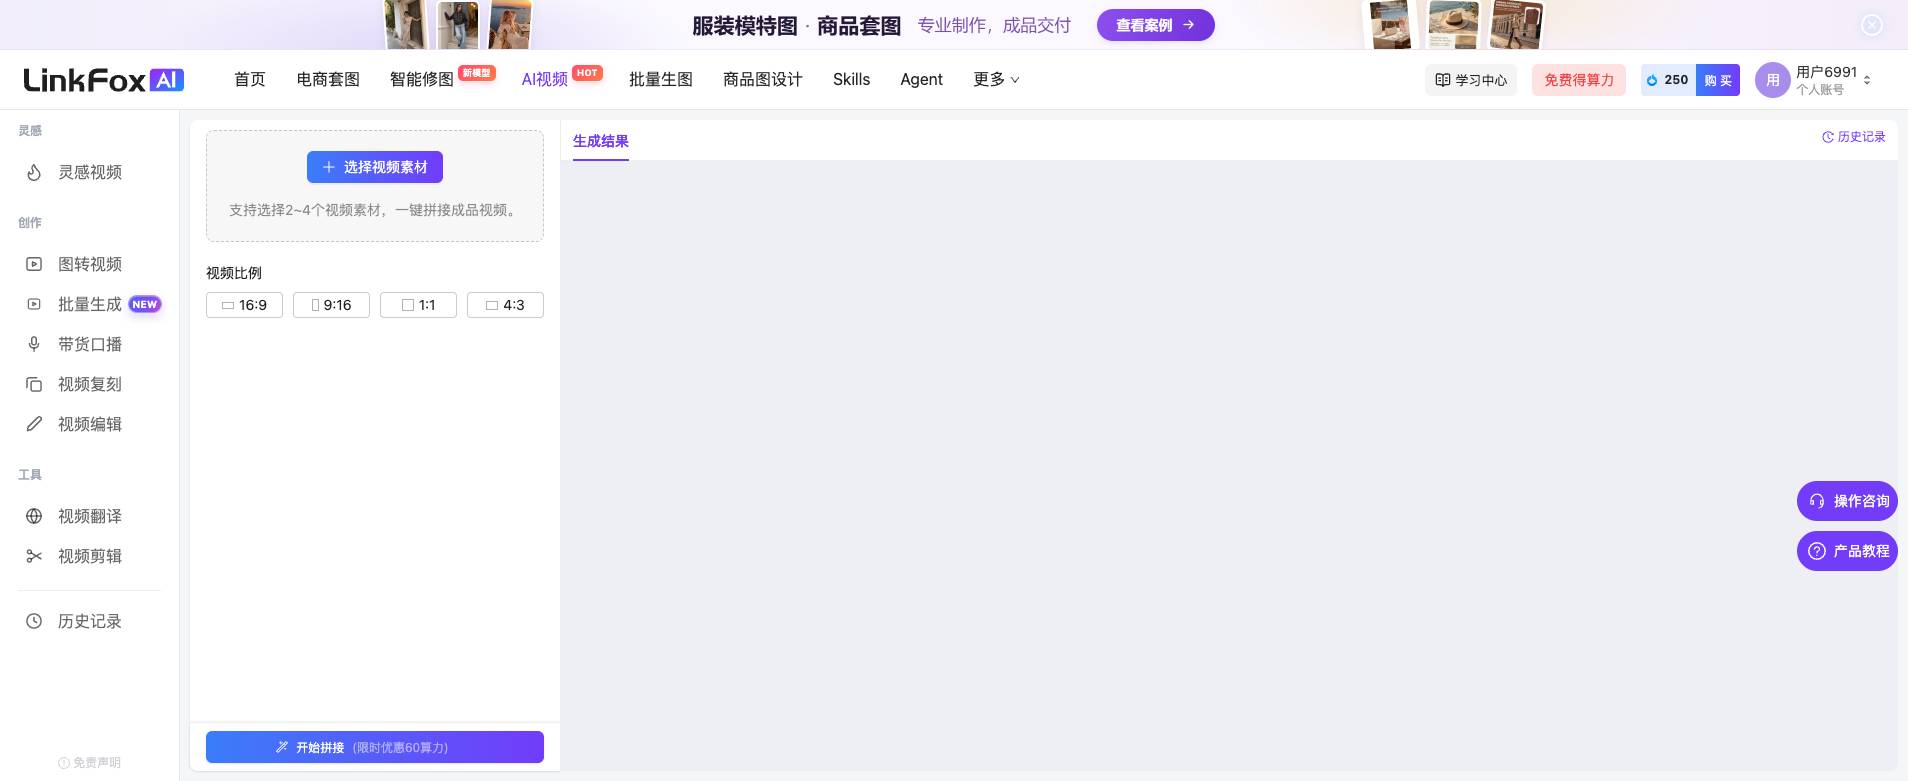 服装模特图 · 商品套图 专业制作，成品交付 查看案例
LinkFox AI 首页 电商套图 智能修图 新模型 AI视频 HOT 批量生图 商品图设计 Skills Agent 更多 学习中心 免费得算力 250 购买 用 用户6991
个人账号
灵感
灵感视频
创作
图转视频
批量生成 NEW
带货口播
视频复刻
视频编辑
工具
视频翻译
视频剪辑
历史记录
免责声明
选择视频素材
支持选择2~4个视频素材，一键拼接成品视频。
视频比例
16:9 9:16 1:1 4:3
开始拼接 (限时优惠60算力)
生成结果 历史记录
操作咨询
产品教程